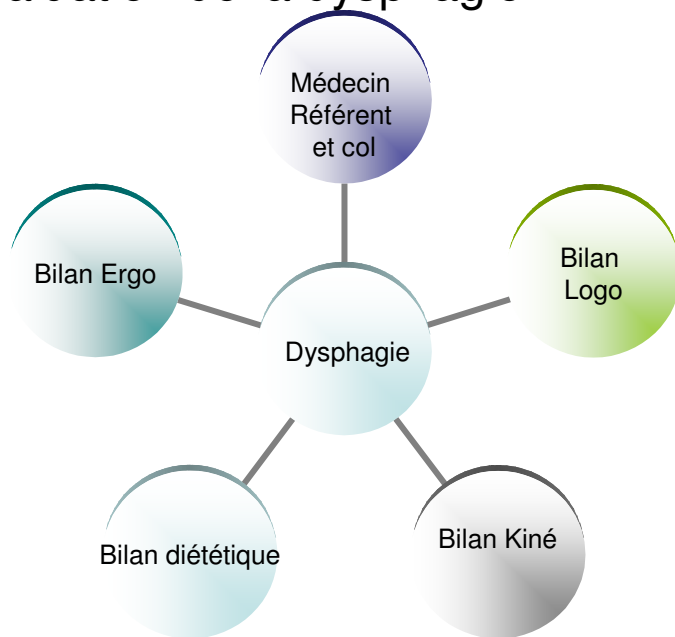 Médecin
Référent
et col
Bilan Ergo
Bilan
Logo
Dysphagie
Bilan diététique
Bilan Kiné